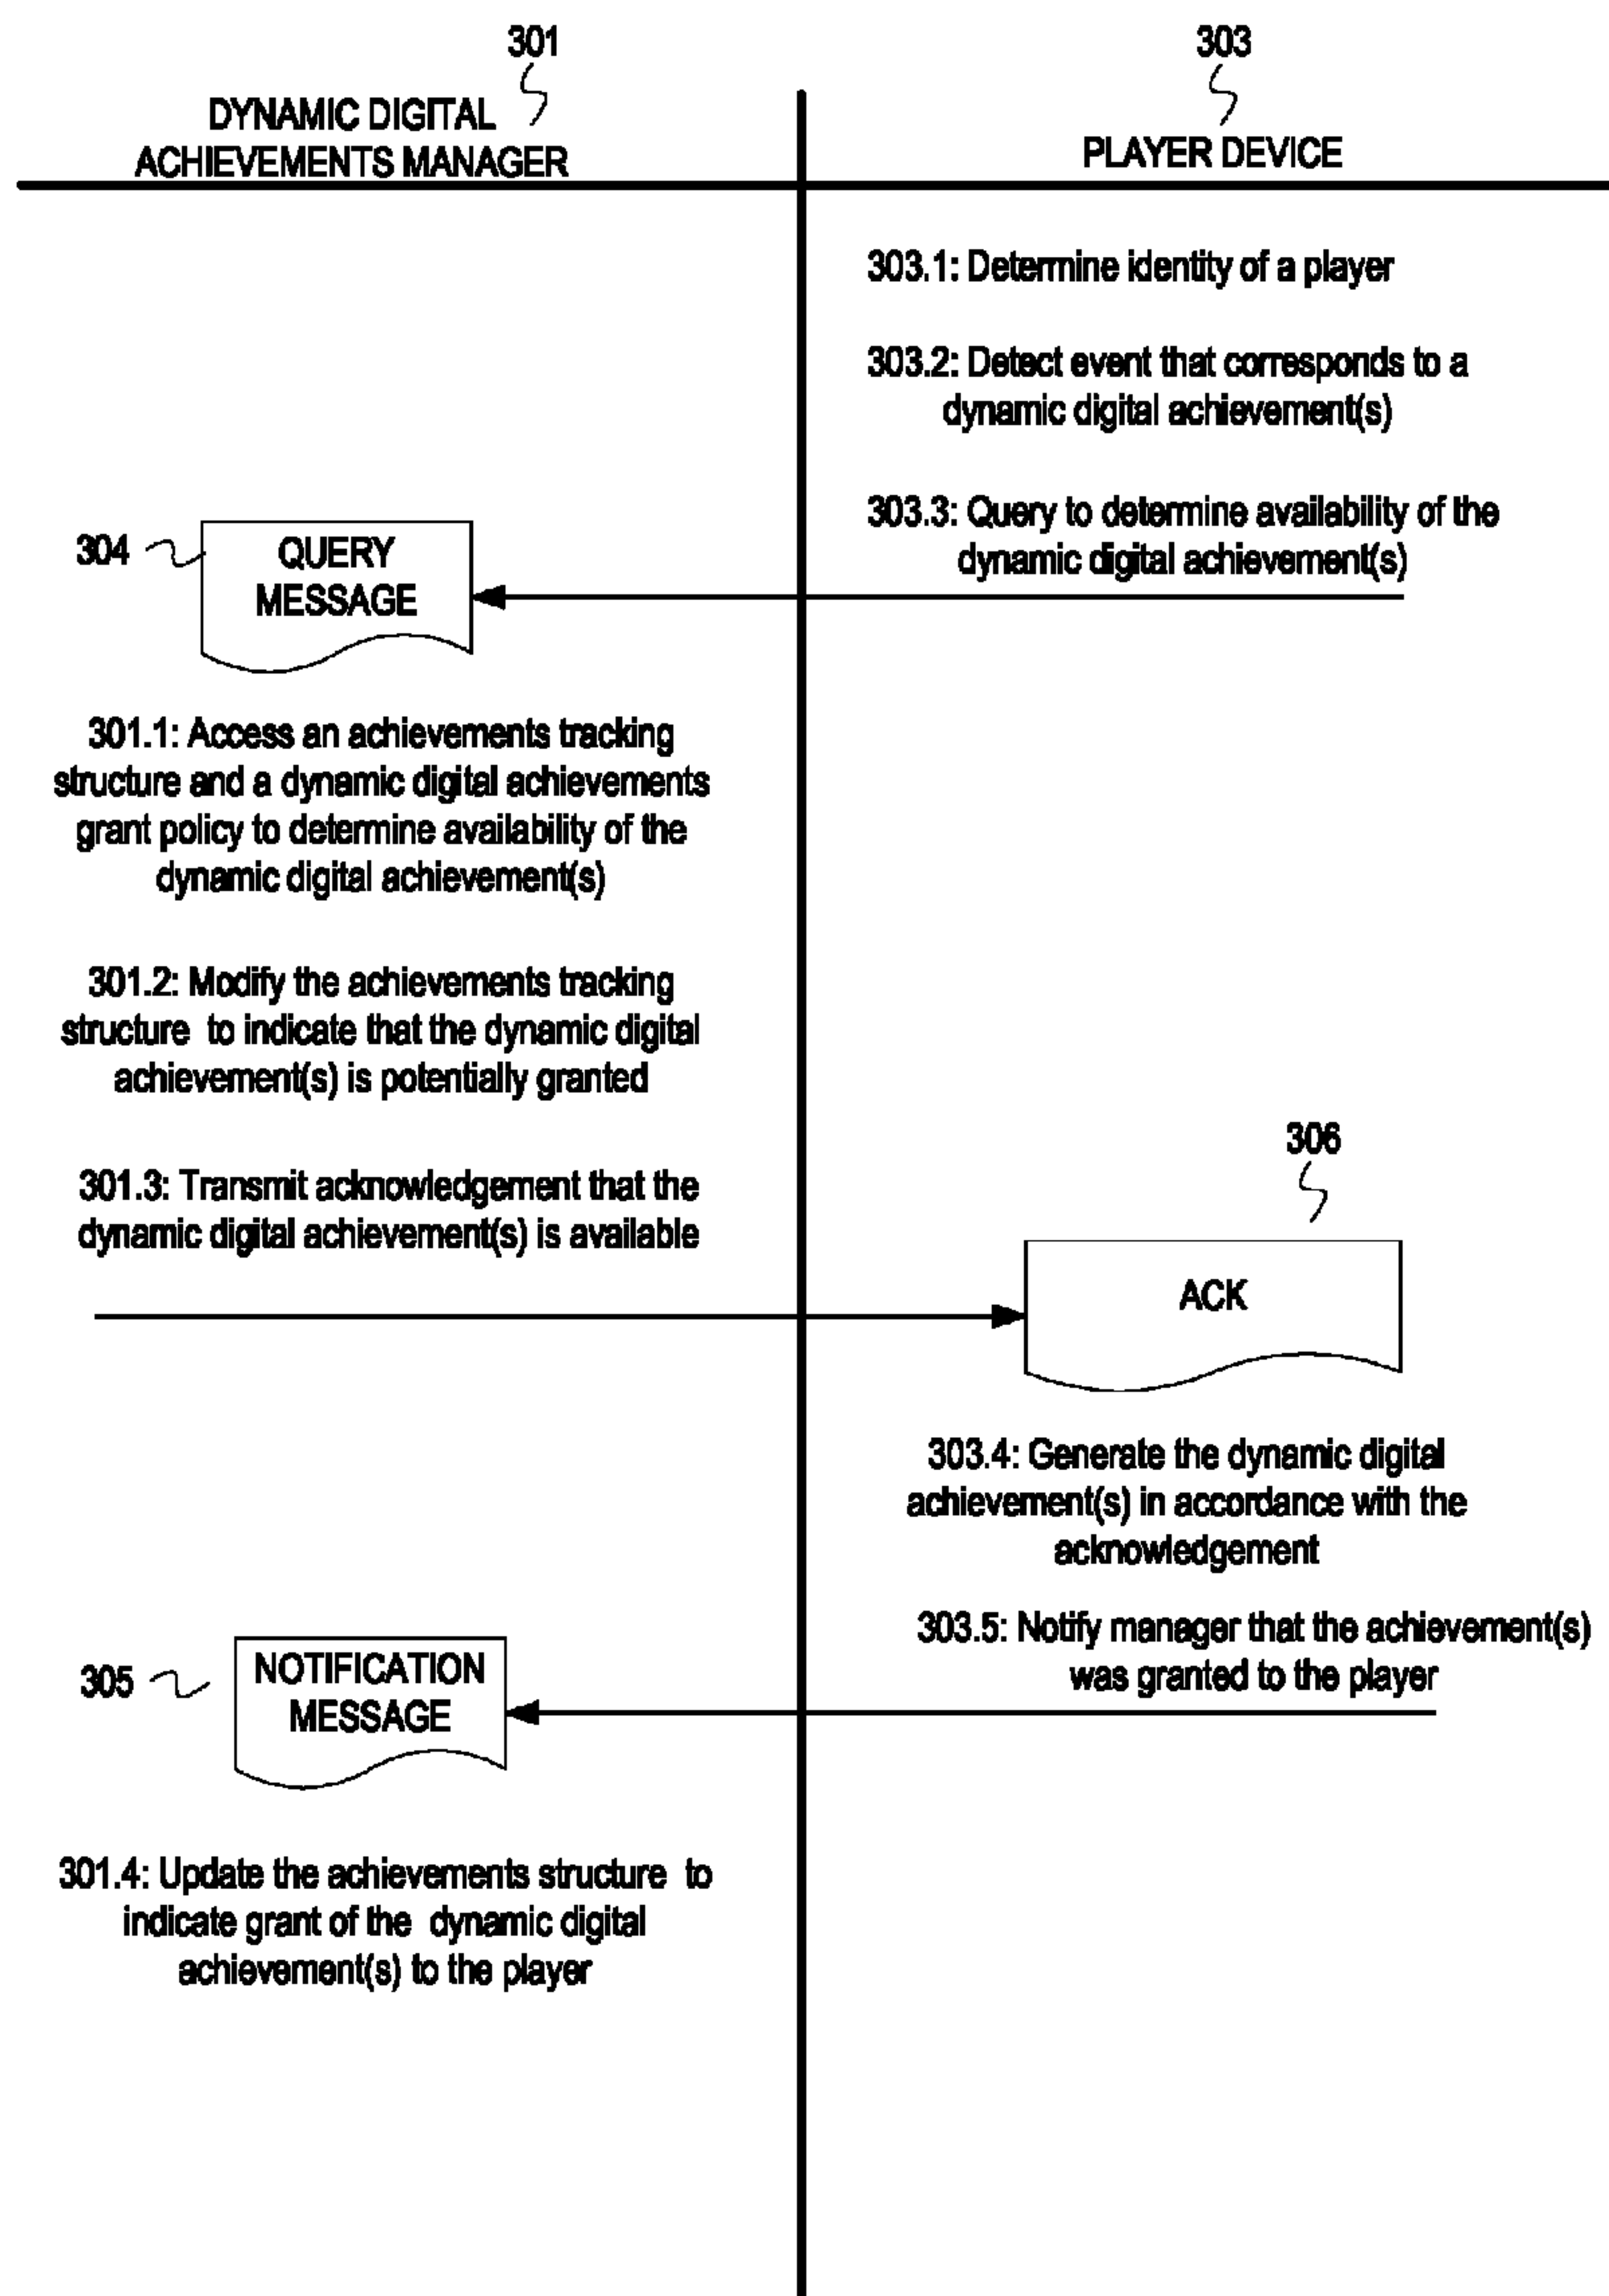 301
DYNAMIC DIGITAL
ACHIEVEMENTS MANAGER
303
PLAYER DEVICE
303.1: Determine identity of a player
303.2: Detect event that corresponds to a
dynamic digital achievement(s)
303.3: Query to determine availability of the
dynamic digital achievement(s)
304
QUERY
MESSAGE
301.1: Access an achievements tracking
structure and a dynamic digital achievements
grant policy to determine availability of the
dynamic digital achievement(s)
301.2: Modify the achievements tracking
structure to indicate that the dynamic digital
achievement(s) is potentially granted
301.3: Transmit acknowledgement that the
dynamic digital achievement(s) is available
306
ACK
303.4: Generate the dynamic digital
achievement(s) in accordance with the
acknowledgement
303.5: Notify manager that the achievement(s)
was granted to the player
305
NOTIFICATION
MESSAGE
301.4: Update the achievements structure to
indicate grant of the dynamic digital
achievement(s) to the player